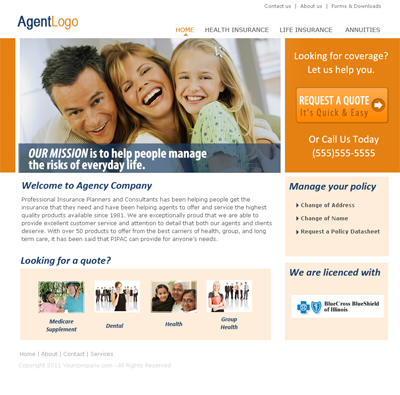 Contact us | About us | Forms & Downloads
AgentLogo
HOME HEALTH INSURANCE LIFE INSURANCE ANNUITIES
Looking for coverage?
Let us help you.
REQUEST A QUOTE
It's Quick & Easy
Or Call Us Today
(555)555-5555
OUR MISSION is to help people manage
the risks of everyday life.
Welcome to Agency Company
Professional Insurance Planners and Consultants has been helping people get the
insurance that they need and have been helping agents to offer and service the highest
quality products available since 1981. We are exceptionally proud that we are able to
provide excellent customer service and attention to detail that both our agents and clients
deserve. With over 50 products to offer from the best carriers of health, group, and long
term care, it has been said that PIPAC can provide for anyone's needs.
Manage your policy
Change of Address
Change of Name
Request a Policy Datasheet
Looking for a quote?
Medicare
Supplement
Dental
Health
Group
Health
We are licenced with
BlueCross BlueShield
of Illinois
Home | About | Contact | Services
Copyright 2011 Yourcompany.com - All Rights Reserved